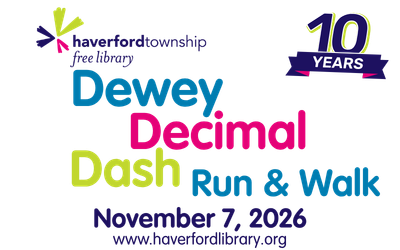 haverfordtownship
free library
10
YEARS
Dewey
Decimal
Dash Run & Walk
November 7, 2026
www.haverfordlibrary.org